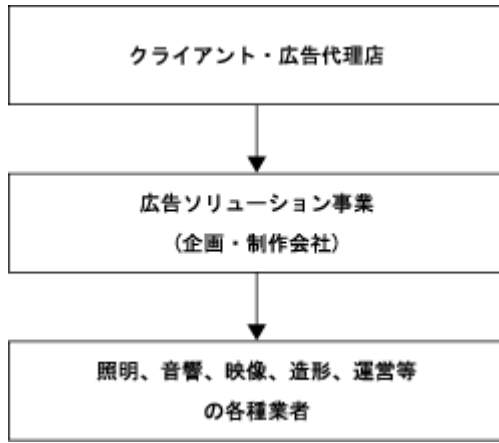 クライアント・広告代理店
広告ソリューション事業
(企画・制作会社)
照明、音響、映像、造形、運営等
の各種業者